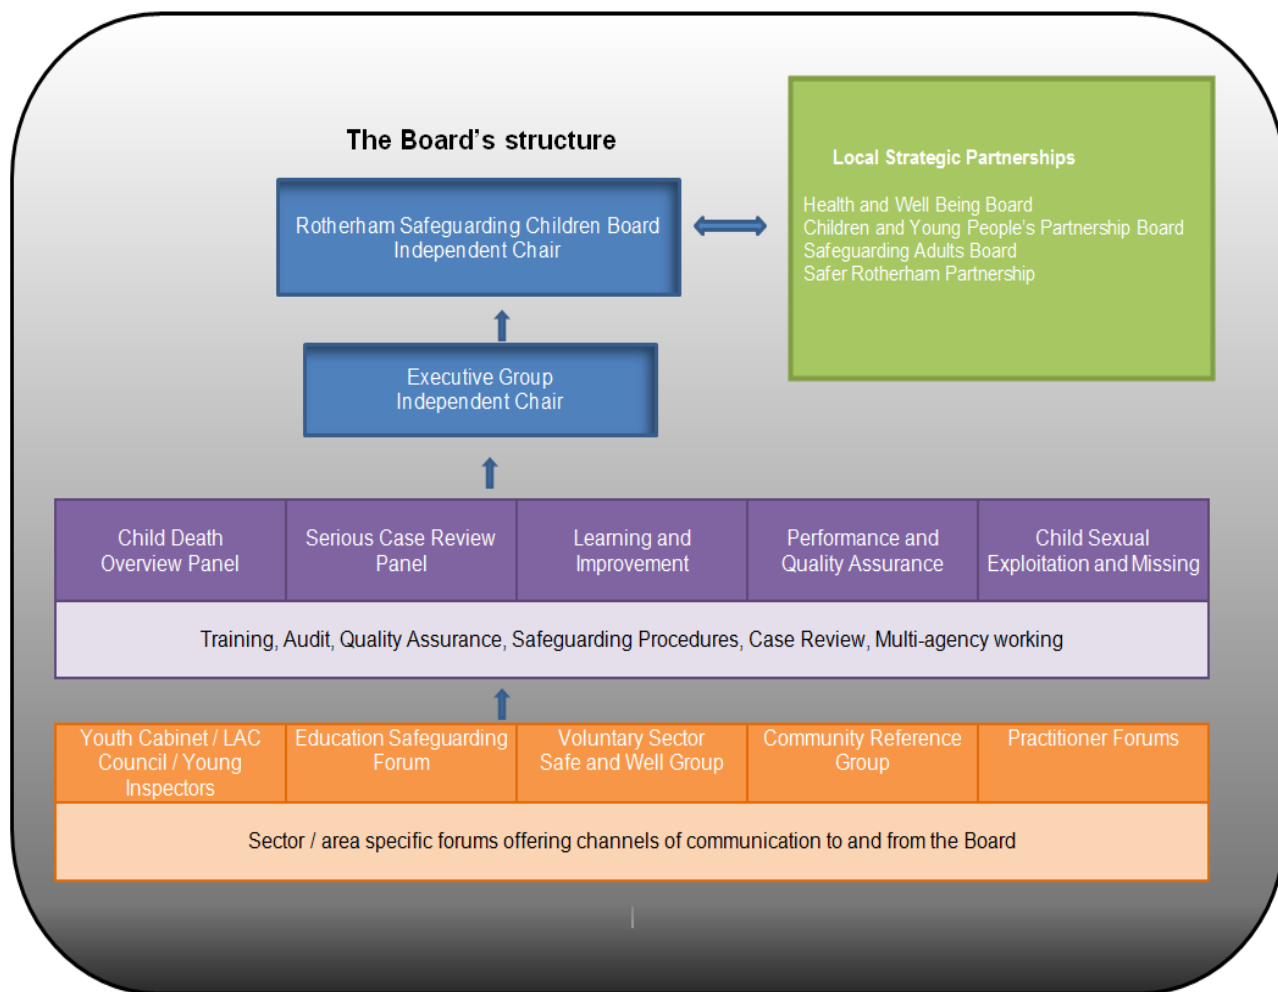 The Board's structure
Rotherham Safeguarding Children Board
Independent Chair
Local Strategic Partnerships
Health and Well Being Board
Children and Young People's Partnership Board
Safeguarding Adults Board
Safer Rotherham Partnership
Executive Group
Independent Chair
Child Death
Overview Panel
Serious Case Review
Panel
Learning and
Improvement
Performance and
Quality Assurance
Child Sexual
Exploitation and Missing
Training, Audit, Quality Assurance, Safeguarding Procedures, Case Review, Multi-agency working
Youth Cabinet / LAC
Council / Young
Inspectors
Education Safeguarding
Forum
Voluntary Sector
Safe and Well Group
Community Reference
Group
Practitioner Forums
Sector / area specific forums offering channels of communication to and from the Board